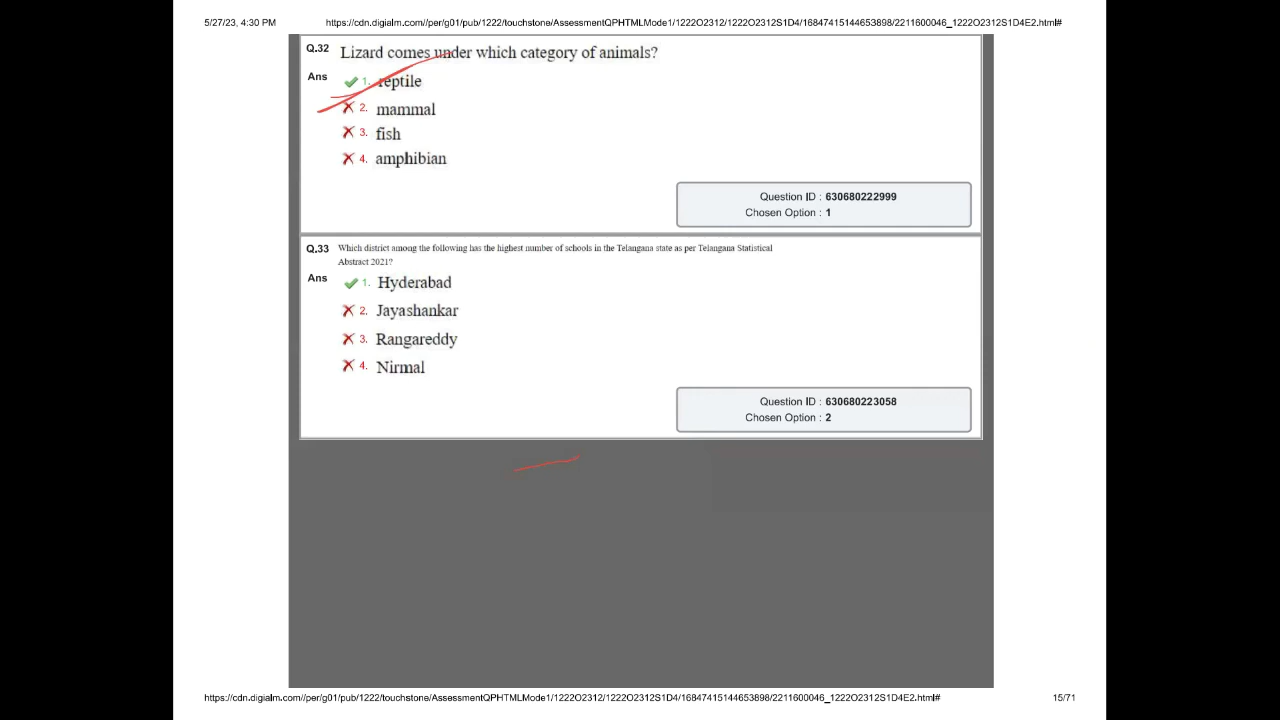 5/27/23, 4:30 PM https://cdn.digialm.com//per/g01/pub/1222/touchstone/AssessmentQPHTMLMode1/1222O2312/1222O2312S1D4/16847415144653898/2211600046_1222O2312S1D4E2.html#
Q.32 Lizard comes under which category of animals?
Ans 1. reptile
2. mammal
3. fish
4. amphibian
Question ID : 630680222999
Chosen Option : 1
Q.33 Which district among the following has the highest number of schools in the Telangana state as per Telangana Statistical
Abstract 2021?
Ans 1. Hyderabad
2. Jayashankar
3. Rangareddy
4. Nirmal
Question ID : 630680223058
Chosen Option : 2
https://cdn.digialm.com//per/g01/pub/1222/touchstone/AssessmentQPHTMLMode1/1222O2312/1222O2312S1D4/16847415144653898/2211600046_1222O2312S1D4E2.html# 15/71